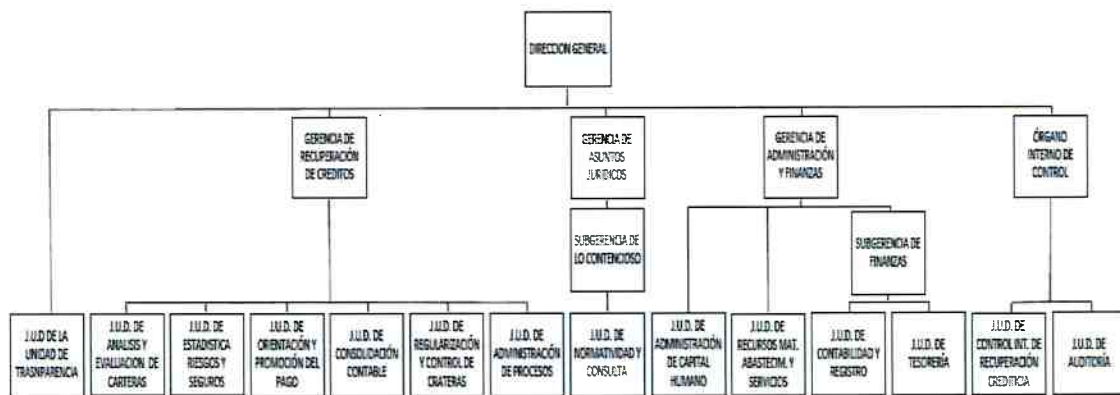 DIRECCION GENERAL
GERENCIA DE
RECUPERACIÓN
DE CREDITOS
GERENCIA DE
ASUNTOS
JURIDICOS
GERENCIA DE
ADMINISTRACIÓN
Y FINANZAS
ÓRGANO
INTERNO DE
CONTROL
SUBGERENCIA DE
LO CONTENCIOSO
SUBGERENCIA DE
FINANZAS
J.U.D DE LA
UNIDAD DE
TRASNPARENCIA
J.U.D. DE
ANALISIS Y
EVALUACION DE
CARTERAS
J.U.D. DE
ESTADISTICA
RIESGOS Y
SEGUROS
J.U.D. DE
ORIENTACIÓN Y
PROMOCIÓN DEL
PAGO
J.U.D. DE
CONSOLIDACIÓN
CONTABLE
J.U.D. DE
REGULARIZACIÓN
Y CONTROL DE
CRATERAS
J.U.D. DE
ADMINISTRACIÓN
DE PROCESOS
J.U.D. DE
NORMATIVIDAD Y
CONSULTA
J.U.D. DE
ADMINISTRACIÓN
DE CAPITAL
HUMANO
J.U.D. DE
RECURSOS MAT.
ABASTECIM. Y
SERVICIOS
J.U.D. DE
CONTABILIDAD Y
REGISTRO
J.U.D. DE
TESORERÍA
J.U.D. DE
CONTROL INT. DE
RECUPERACIÓN
CREDITICIA
J.U.D. DE
AUDITORÍA